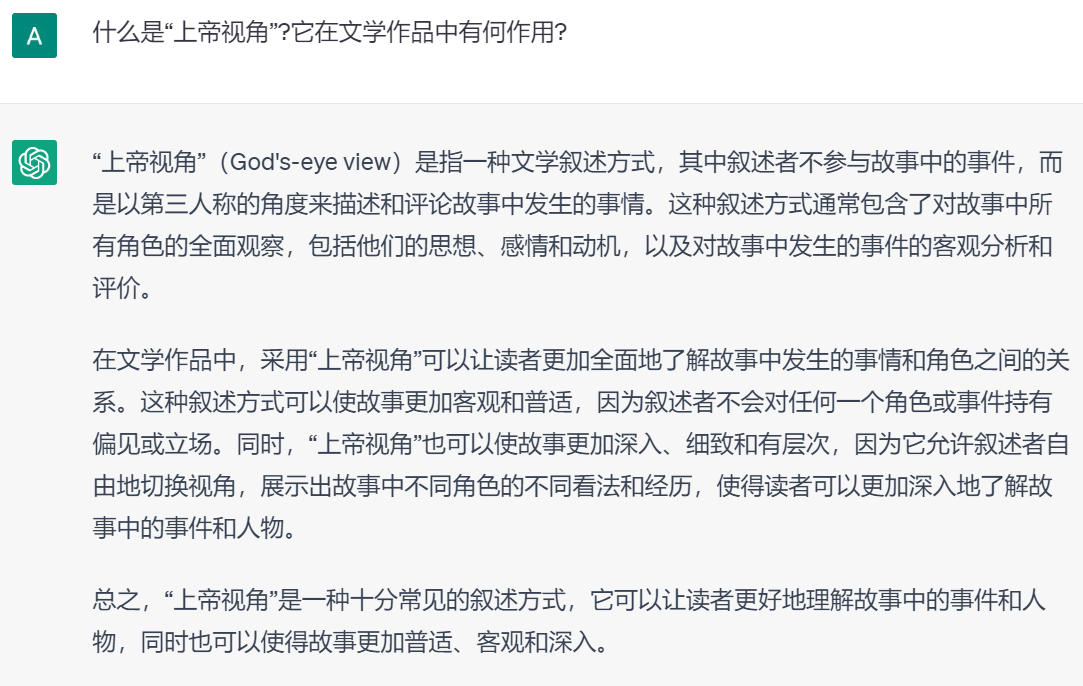 A
什么是“上帝视角”?它在文学作品中有何作用?
“上帝视角”（God's-eye view）是指一种文学叙述方式，其中叙述者不参与故事中的事件，而
是以第三人称的角度来描述和评论故事中发生的事情。这种叙述方式通常包含了对故事中所
有角色的全面观察，包括他们的思想、感情和动机，以及对故事中发生的事件的客观分析和
评价。
在文学作品中，采用“上帝视角”可以让读者更加全面地了解故事中发生的事情和角色之间的关
系。这种叙述方式可以使故事更加客观和普适，因为叙述者不会对任何一个角色或事件持有
偏见或立场。同时，“上帝视角”也可以使故事更加深入、细致和有层次，因为它允许叙述者自
由地切换视角，展示出故事中不同角色的不同看法和经历，使得读者可以更加深入地了解故
事中的事件和人物。
总之，“上帝视角”是一种十分常见的叙述方式，它可以让读者更好地理解故事中的事件和人
物，同时也可以使得故事更加普适、客观和深入。